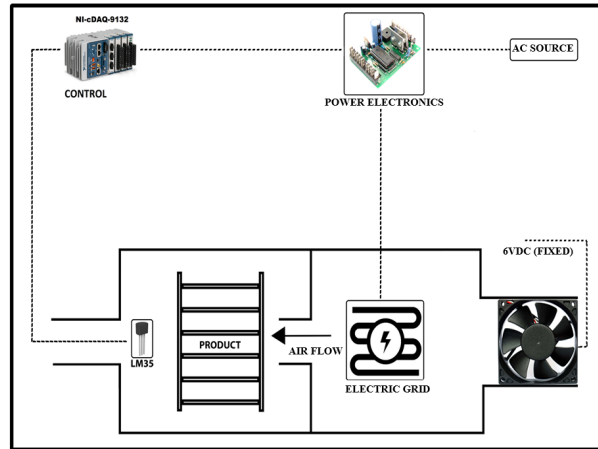 NI-cDAQ-9132
CONTROL
POWER ELECTRONICS
AC SOURCE
6VDC (FIXED)
LM35
PRODUCT
AIR FLOW
ELECTRIC GRID